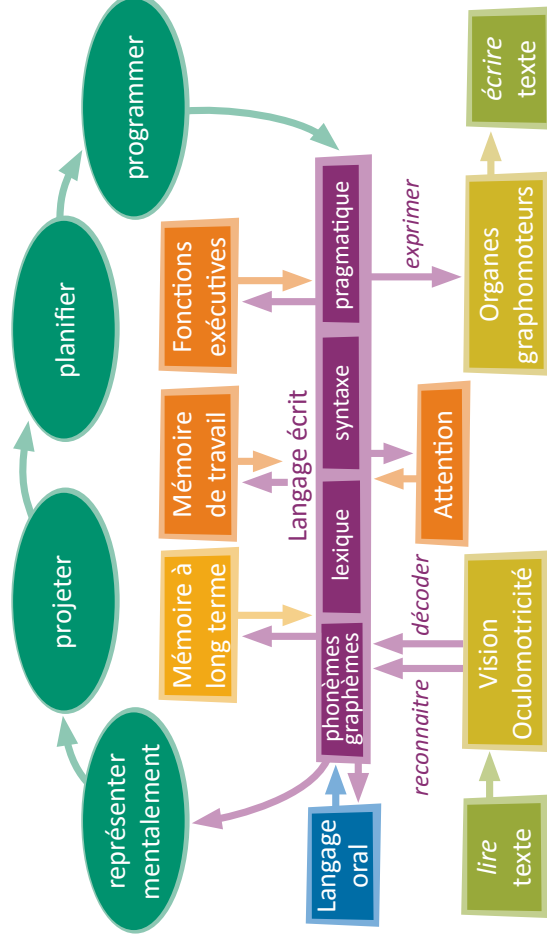 représenter
mentalement
projeter
planifier
programmer
Mémoire à
long terme
Mémoire
de travail
Fonctions
exécutives
Langage écrit
Langage
oral
phonèmes
graphèmes
lexique
syntaxe
pragmatique
reconnaitre
décoder
Attention
exprimer
lire
texte
Vision
Oculomotricité
Organes
graphomoteurs
écrire
texte